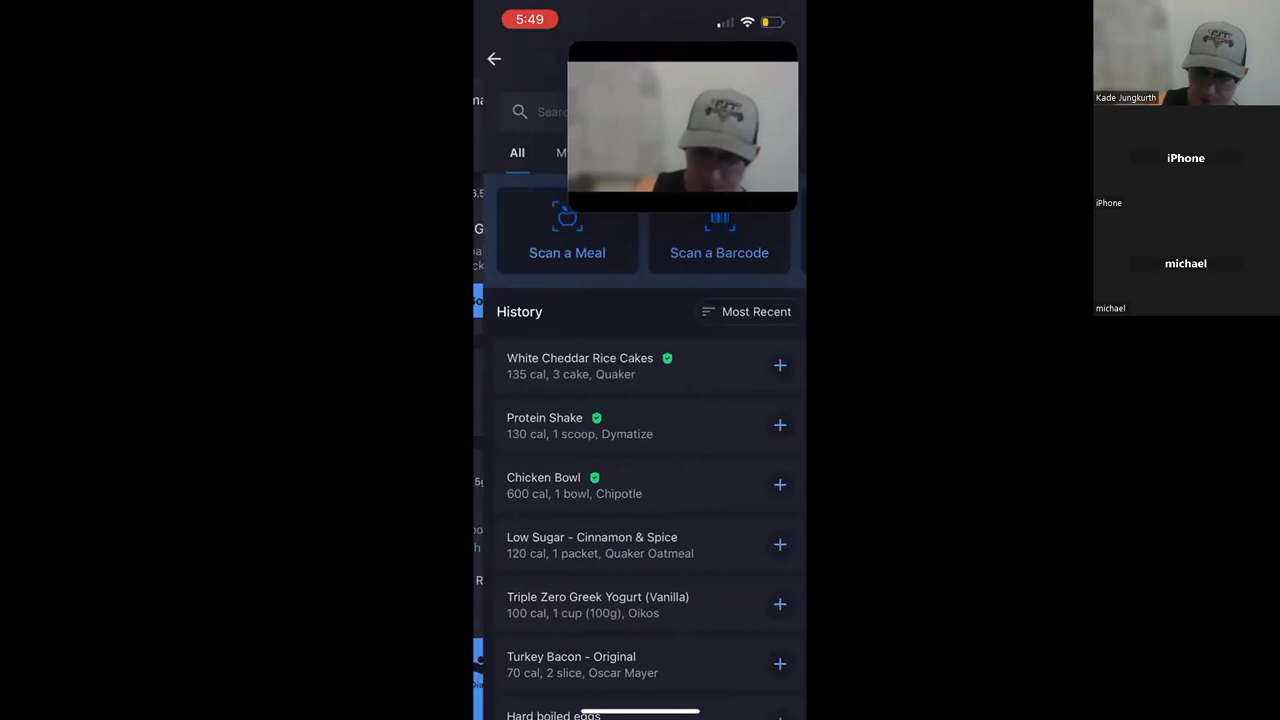 5:49
Sear
All
M
Scan a Meal
Scan a Barcode
History
Most Recent
White Cheddar Rice Cakes
135 cal, 3 cake, Quaker
Protein Shake
130 cal, 1 scoop, Dymatize
Chicken Bowl
600 cal, 1 bowl, Chipotle
Low Sugar - Cinnamon & Spice
120 cal, 1 packet, Quaker Oatmeal
Triple Zero Greek Yogurt (Vanilla)
100 cal, 1 cup (100g), Oikos
Turkey Bacon - Original
70 cal, 2 slice, Oscar Mayer
Hard boiled eggs
Kade Jungkurth
iPhone
iPhone
michael
michael